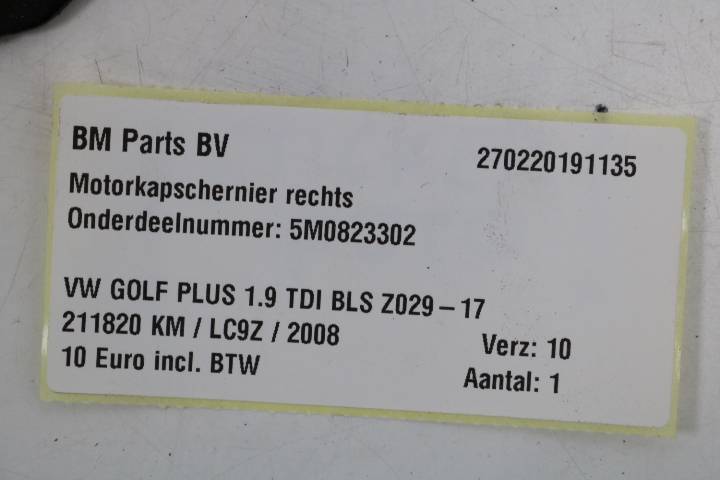 BM Parts BV
270220191135
Motorkapschernier rechts
Onderdeelnummer: 5M0823302
VW GOLF PLUS 1.9 TDI BLS Z029-17
211820 KM / LC9Z / 2008
Verz: 10
10 Euro incl. BTW
Aantal: 1